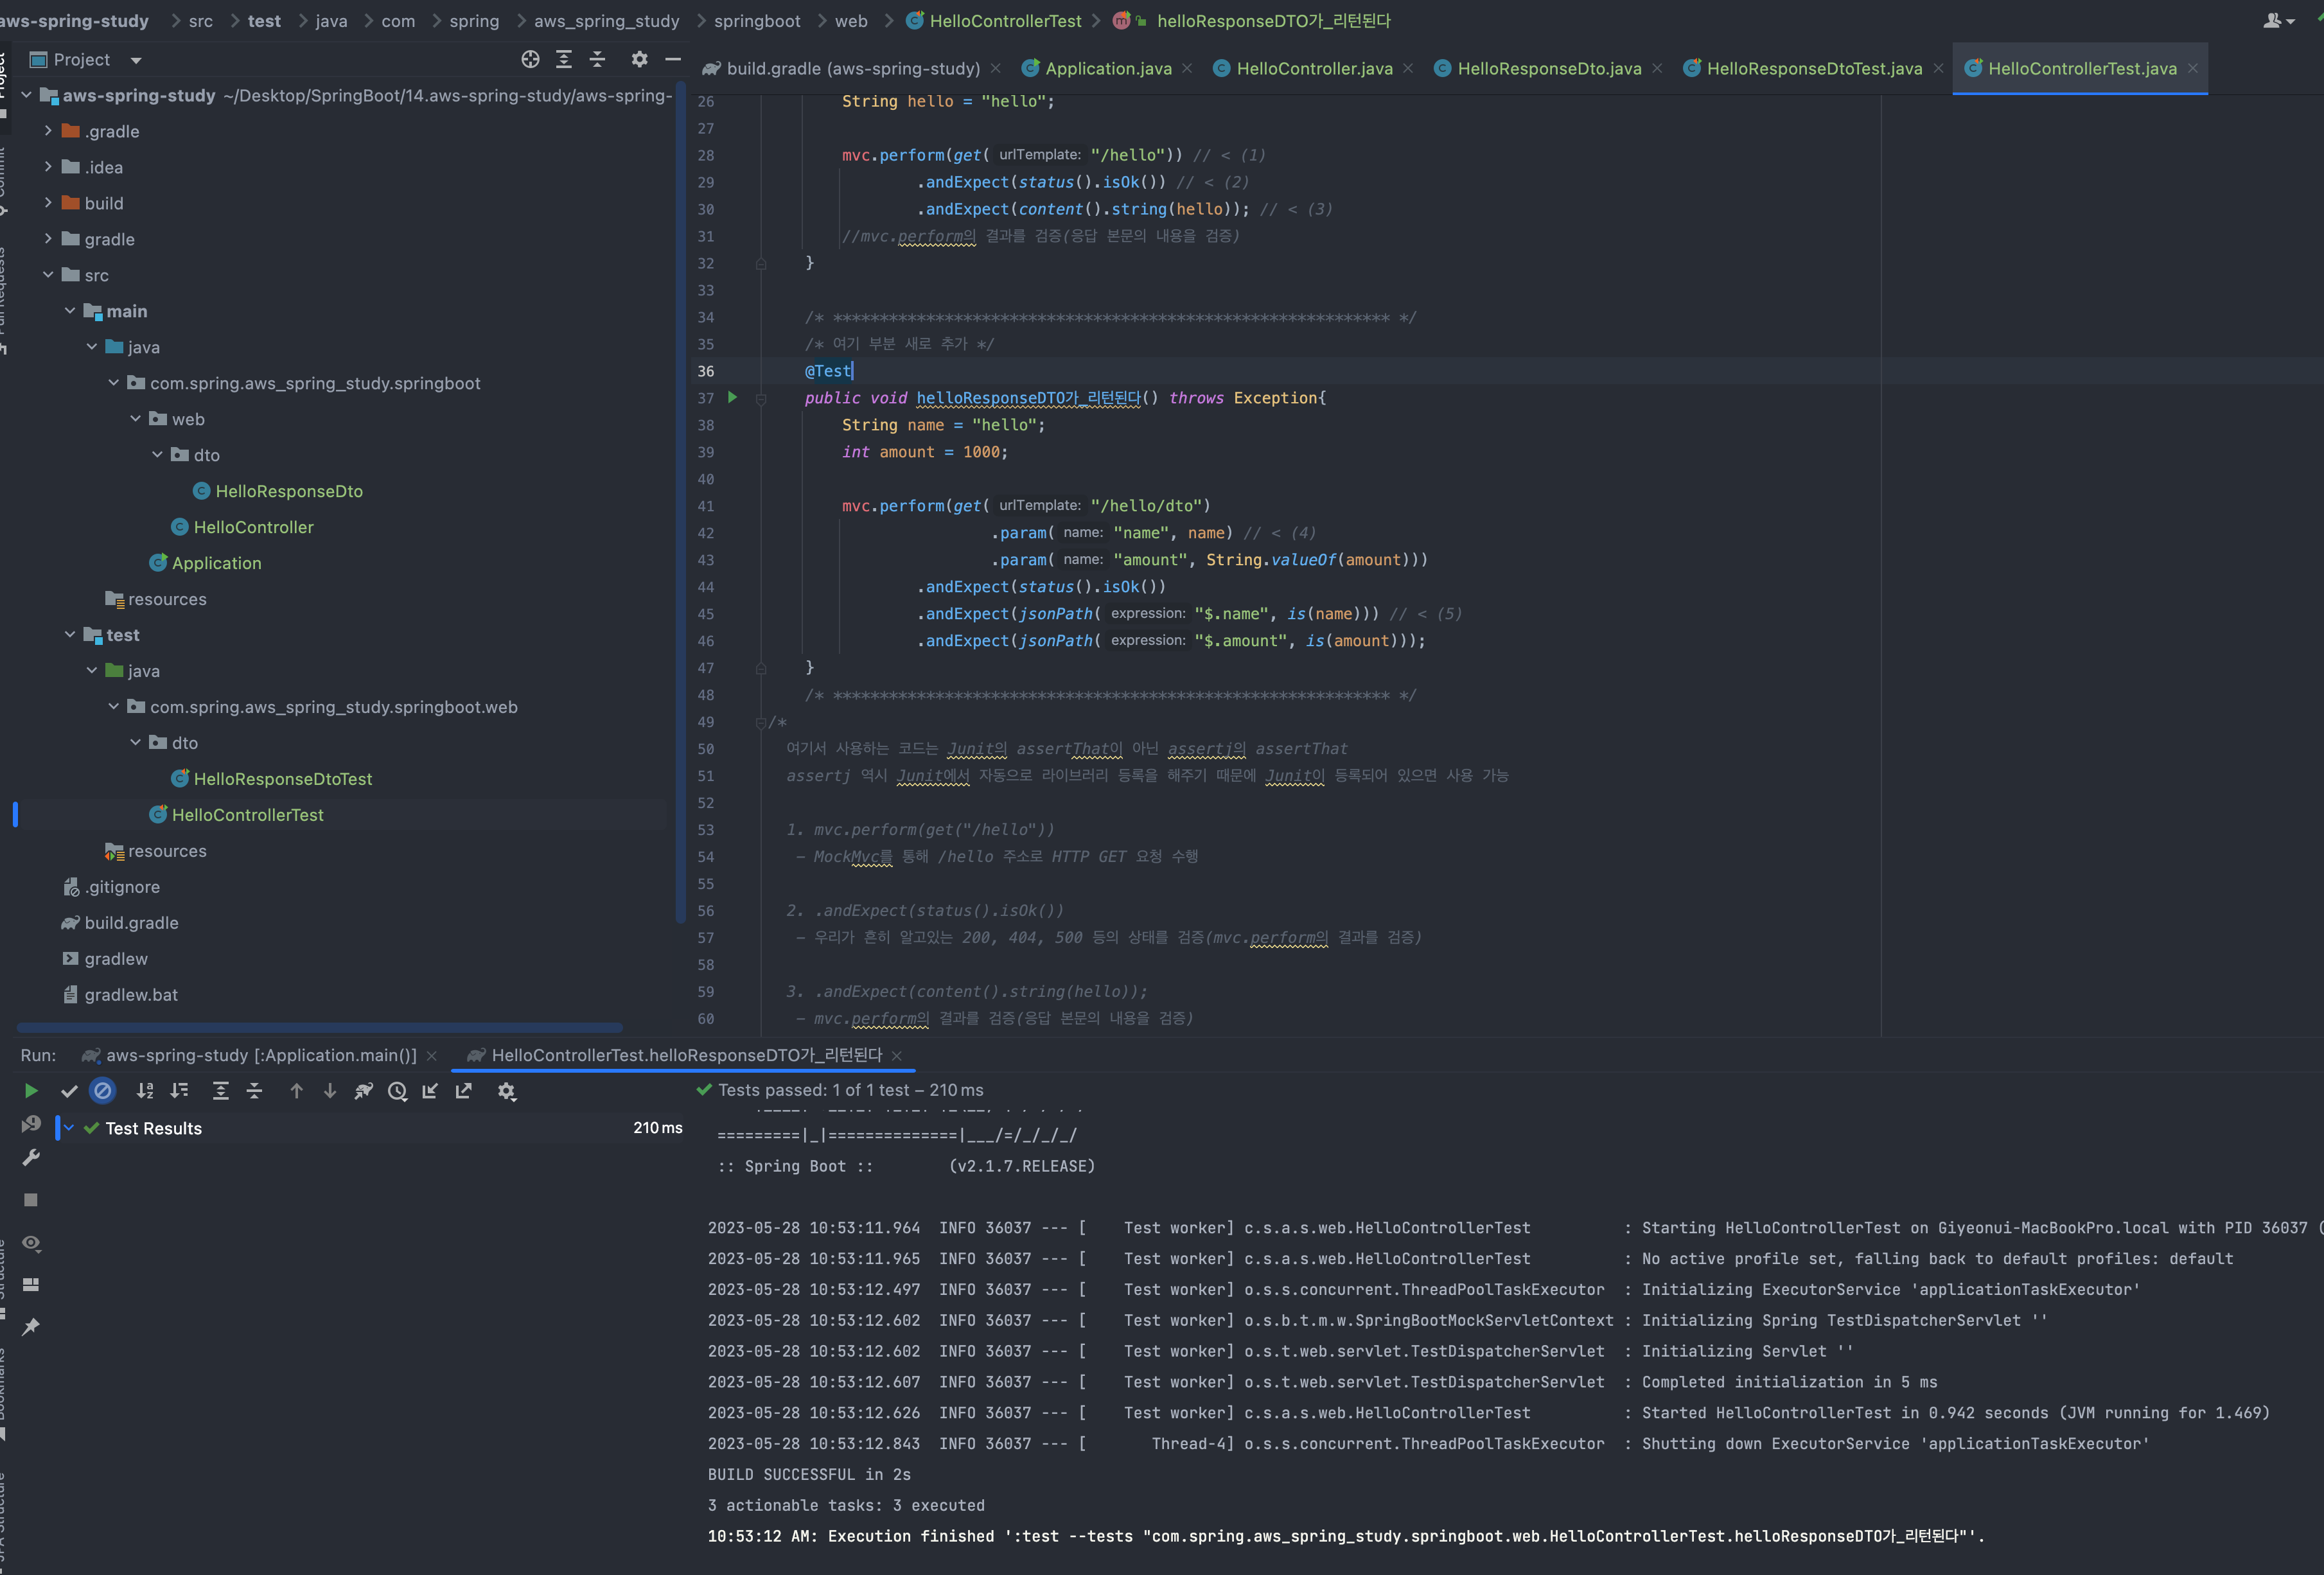 aws-spring-study > src > test > java > com > spring > aws_spring_study > springboot > web > HelloControllerTest > helloResponseDTO가_리턴된다
Project
build.gradle (aws-spring-study) Application.java HelloController.java HelloResponseDto.java HelloResponseDtoTest.java HelloControllerTest.java
aws-spring-study ~/Desktop/SpringBoot/14.aws-spring-study/aws-spring-
.gradle
.idea
build
gradle
src
main
java
com.spring.aws_spring_study.springboot
web
dto
HelloResponseDto
HelloController
Application
resources
test
java
com.spring.aws_spring_study.springboot.web
dto
HelloResponseDtoTest
HelloControllerTest
resources
.gitignore
build.gradle
gradlew
gradlew.bat
Project
Commit
Pull Requests
26 String hello = "hello";
27
28 mvc.perform(get( urlTemplate: "/hello")) // < (1)
29 .andExpect(status().isOk()) // < (2)
30 .andExpect(content().string(hello)); // < (3)
31 //mvc.perform의 결과를 검증(응답 본문의 내용을 검증)
32 }
33
34 /* ************************************************************ */
35 /* 여기 부분 새로 추가 */
36 @Test
37 public void helloResponseDTO가_리턴된다() throws Exception{
38 String name = "hello";
39 int amount = 1000;
40
41 mvc.perform(get( urlTemplate: "/hello/dto")
42 .param( name: "name", name) // < (4)
43 .param( name: "amount", String.valueOf(amount)))
44 .andExpect(status().isOk())
45 .andExpect(jsonPath( expression: "$.name", is(name))) // < (5)
46 .andExpect(jsonPath( expression: "$.amount", is(amount)));
47 }
48 /* ************************************************************ */
49 /*
50 여기서 사용하는 코드는 Junit의 assertThat이 아닌 assertj의 assertThat
51 assertj 역시 Junit에서 자동으로 라이브러리 등록을 해주기 때문에 Junit이 등록되어 있으면 사용 가능
52
53 1. mvc.perform(get("/hello"))
54 - MockMvc를 통해 /hello 주소로 HTTP GET 요청 수행
55
56 2. .andExpect(status().isOk())
57 - 우리가 흔히 알고있는 200, 404, 500 등의 상태를 검증(mvc.perform의 결과를 검증)
58
59 3. .andExpect(content().string(hello));
60 - mvc.perform의 결과를 검증(응답 본문의 내용을 검증)
Run: aws-spring-study [:Application.main()] HelloControllerTest.helloResponseDTO가_리턴된다
Tests passed: 1 of 1 test – 210 ms
Test Results 210 ms
=========|_|==============|___/=/_/_/_/
:: Spring Boot :: (v2.1.7.RELEASE)
2023-05-28 10:53:11.964 INFO 36037 --- [ Test worker] c.s.a.s.web.HelloControllerTest : Starting HelloControllerTest on Giyeonui-MacBookPro.local with PID 36037 (
2023-05-28 10:53:11.965 INFO 36037 --- [ Test worker] c.s.a.s.web.HelloControllerTest : No active profile set, falling back to default profiles: default
2023-05-28 10:53:12.497 INFO 36037 --- [ Test worker] o.s.s.concurrent.ThreadPoolTaskExecutor : Initializing ExecutorService 'applicationTaskExecutor'
2023-05-28 10:53:12.602 INFO 36037 --- [ Test worker] o.s.b.t.m.w.SpringBootMockServletContext : Initializing Spring TestDispatcherServlet ''
2023-05-28 10:53:12.602 INFO 36037 --- [ Test worker] o.s.t.web.servlet.TestDispatcherServlet : Initializing Servlet ''
2023-05-28 10:53:12.607 INFO 36037 --- [ Test worker] o.s.t.web.servlet.TestDispatcherServlet : Completed initialization in 5 ms
2023-05-28 10:53:12.626 INFO 36037 --- [ Test worker] c.s.a.s.web.HelloControllerTest : Started HelloControllerTest in 0.942 seconds (JVM running for 1.469)
2023-05-28 10:53:12.843 INFO 36037 --- [ Thread-4] o.s.s.concurrent.ThreadPoolTaskExecutor : Shutting down ExecutorService 'applicationTaskExecutor'
BUILD SUCCESSFUL in 2s
3 actionable tasks: 3 executed
10:53:12 AM: Execution finished ':test --tests "com.spring.aws_spring_study.springboot.web.HelloControllerTest.helloResponseDTO가_리턴된다"'.
Structure
Bookmarks
JPA Structure